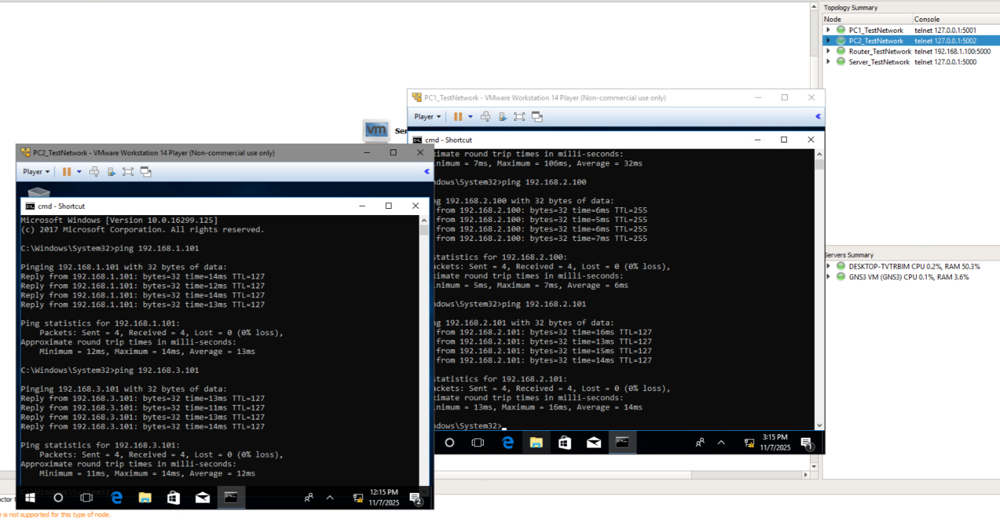 Topology Summary
Node Console
PC1_TestNetwork telnet 127.0.0.1:5001
PC2_TestNetwork telnet 127.0.0.1:5002
Router_TestNetwork telnet 192.168.1.100:5000
Server_TestNetwork telnet 127.0.0.1:5000
PC1_TestNetwork - VMware Workstation 14 Player (Non-commercial use only)
Player
vm Ser
cmd - Shortcut
imate round trip times in milli-seconds:
nimum = 7ms, Maximum = 106ms, Average = 32ms
dows\System32>ping 192.168.2.100
g 192.168.2.100 with 32 bytes of data:
from 192.168.2.100: bytes=32 time=6ms TTL=255
from 192.168.2.100: bytes=32 time=5ms TTL=255
from 192.168.2.100: bytes=32 time=6ms TTL=255
from 192.168.2.100: bytes=32 time=7ms TTL=255
statistics for 192.168.2.100:
ackets: Sent = 4, Received = 4, Lost = 0 (0% loss),
imate round trip times in milli-seconds:
nimum = 5ms, Maximum = 7ms, Average = 6ms
dows\System32>ping 192.168.2.101
g 192.168.2.101 with 32 bytes of data:
from 192.168.2.101: bytes=32 time=16ms TTL=127
from 192.168.2.101: bytes=32 time=13ms TTL=127
from 192.168.2.101: bytes=32 time=15ms TTL=127
from 192.168.2.101: bytes=32 time=14ms TTL=127
statistics for 192.168.2.101:
ackets: Sent = 4, Received = 4, Lost = 0 (0% loss),
imate round trip times in milli-seconds:
nimum = 13ms, Maximum = 16ms, Average = 14ms
dows\System32>
3:15 PM
11/7/2025
1
PC2_TestNetwork - VMware Workstation 14 Player (Non-commercial use only)
Player
cmd - Shortcut
Microsoft Windows [Version 10.0.16299.125]
(c) 2017 Microsoft Corporation. All rights reserved.
C:\Windows\System32>ping 192.168.1.101
Pinging 192.168.1.101 with 32 bytes of data:
Reply from 192.168.1.101: bytes=32 time=14ms TTL=127
Reply from 192.168.1.101: bytes=32 time=12ms TTL=127
Reply from 192.168.1.101: bytes=32 time=14ms TTL=127
Reply from 192.168.1.101: bytes=32 time=13ms TTL=127
Ping statistics for 192.168.1.101:
Packets: Sent = 4, Received = 4, Lost = 0 (0% loss),
Approximate round trip times in milli-seconds:
Minimum = 12ms, Maximum = 14ms, Average = 13ms
C:\Windows\System32>ping 192.168.3.101
Pinging 192.168.3.101 with 32 bytes of data:
Reply from 192.168.3.101: bytes=32 time=13ms TTL=127
Reply from 192.168.3.101: bytes=32 time=11ms TTL=127
Reply from 192.168.3.101: bytes=32 time=13ms TTL=127
Reply from 192.168.3.101: bytes=32 time=14ms TTL=127
Ping statistics for 192.168.3.101:
Packets: Sent = 4, Received = 4, Lost = 0 (0% loss),
Approximate round trip times in milli-seconds:
Minimum = 11ms, Maximum = 14ms, Average = 12ms
C:\Windows\System32
12:15 PM
11/7/2025
2
Servers Summary
DESKTOP-TVTRBIM CPU 0.2%, RAM 50.3%
GNS3 VM (GNS3) CPU 0.1%, RAM 3.6%
ctor t
e is not supported for this type of node.